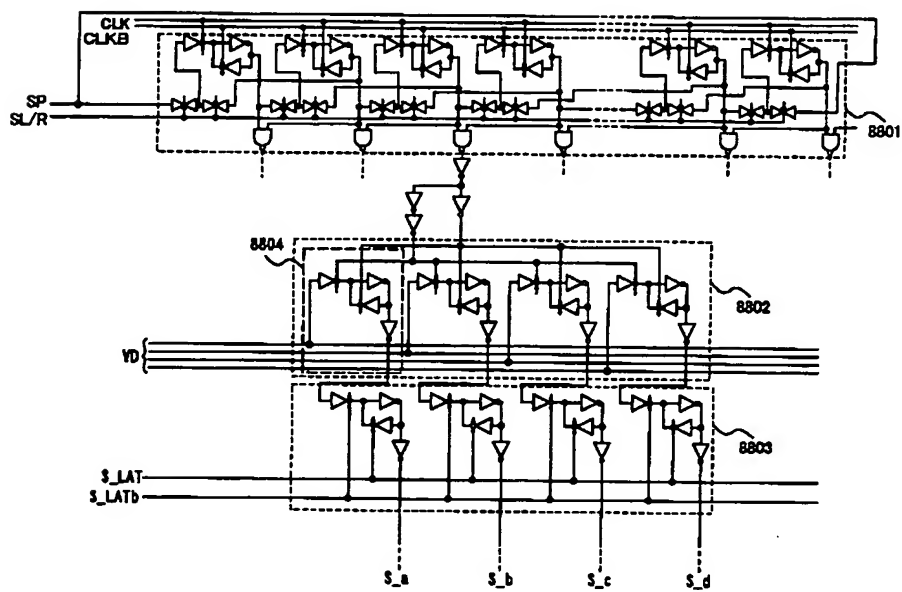 CLK
CLKB
SP
SL/R
8801
8804
8802
YD
8803
S_LAT
S_LATb
S_a S_b S_c S_d